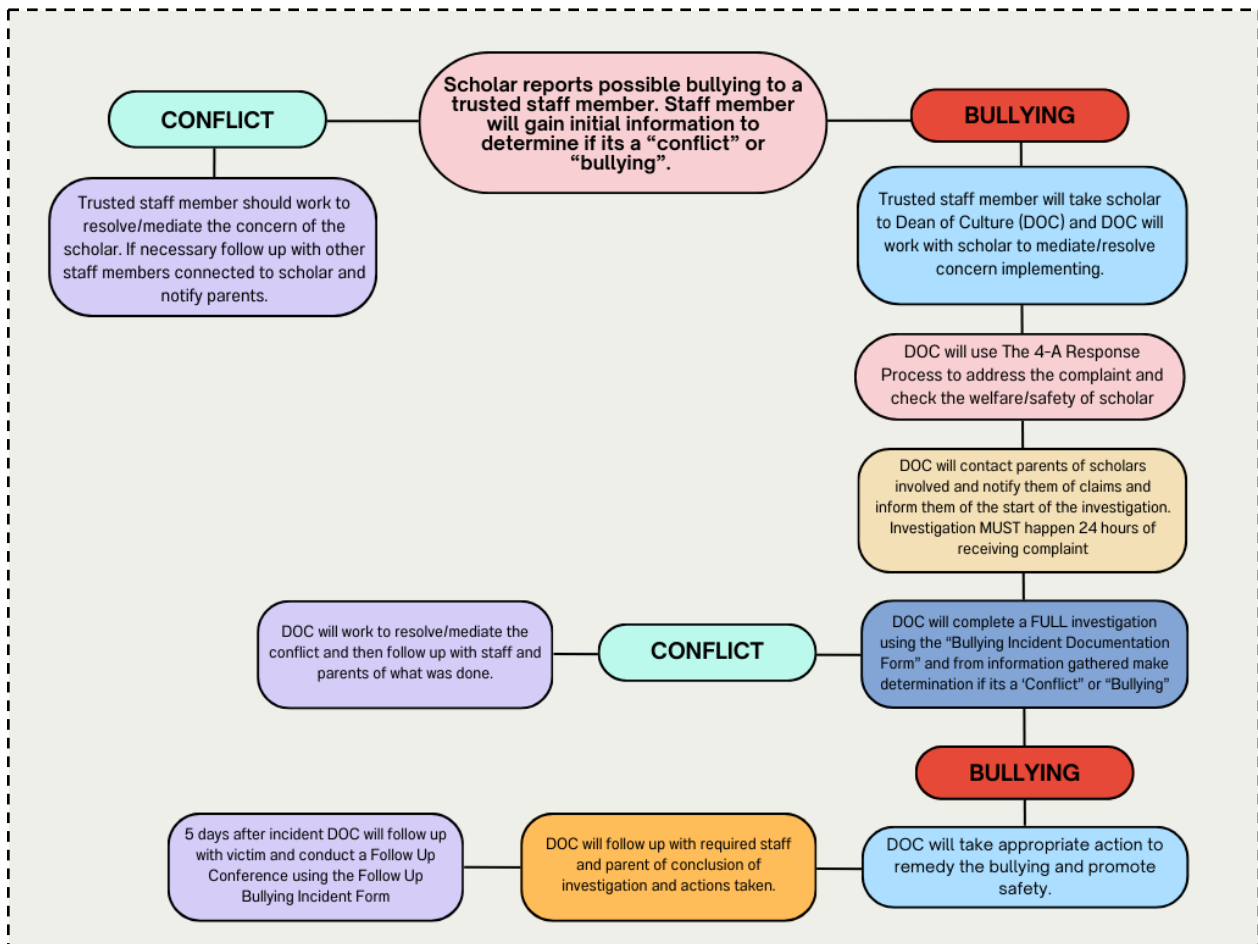 Scholar reports possible bullying to a
trusted staff member. Staff member
will gain initial information to
determine if its a “conflict” or
“bullying”.
CONFLICT
Trusted staff member should work to
resolve/mediate the concern of the
scholar. If necessary follow up with other
staff members connected to scholar and
notify parents.
BULLYING
Trusted staff member will take scholar
to Dean of Culture (DOC) and DOC will
work with scholar to mediate/resolve
concern implementing.
DOC will use The 4-A Response
Process to address the complaint and
check the welfare/safety of scholar
DOC will contact parents of scholars
involved and notify them of claims and
inform them of the start of the investigation.
Investigation MUST happen 24 hours of
receiving complaint
DOC will complete a FULL investigation
using the “Bullying Incident Documentation
Form” and from information gathered make
determination if its a ‘Conflict” or “Bullying”
CONFLICT
DOC will work to resolve/mediate the
conflict and then follow up with staff and
parents of what was done.
BULLYING
DOC will take appropriate action to
remedy the bullying and promote
safety.
DOC will follow up with required staff
and parent of conclusion of
investigation and actions taken.
5 days after incident DOC will follow up
with victim and conduct a Follow Up
Conference using the Follow Up
Bullying Incident Form